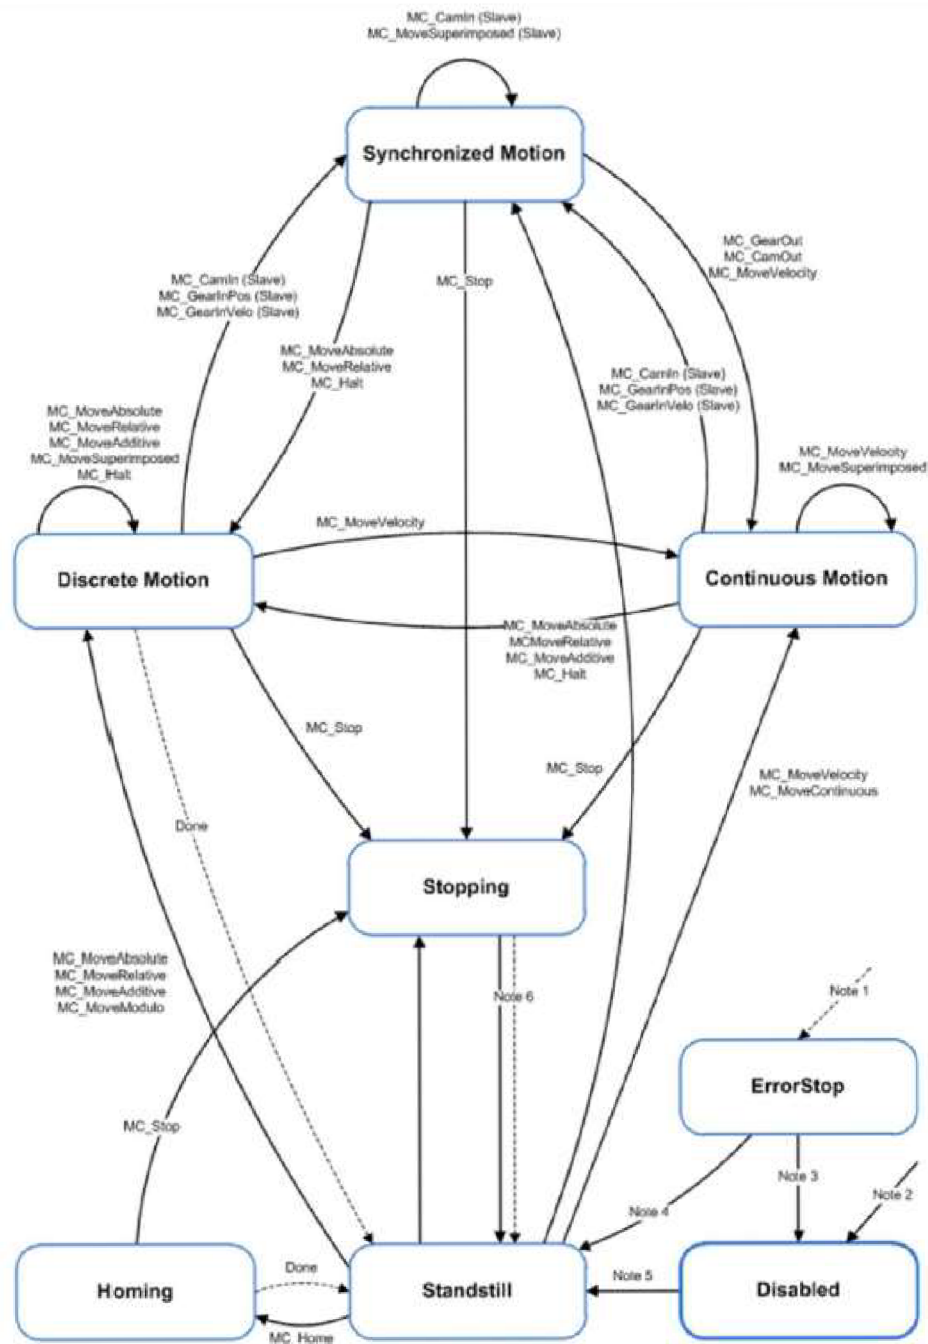 MC_CamIn (Slave)
MC_MoveSuperimposed (Slave)
Synchronized Motion
MC_GearOut
MC_CamOut
MC_MoveVelocity
MC_CamIn (Slave)
MC_GearInPos (Slave)
MC_GearInVelo (Slave)
MC_Stop
MC_MoveAbsolute
MC_MoveRelative
MC_Halt
MC_CamIn (Slave)
MC_GearInPos (Slave)
MC_GearInVelo (Slave)
MC_MoveAbsolute
MC_MoveRelative
MC_MoveAdditive
MC_MoveSuperimposed
MC_Halt
MC_MoveVelocity
MC_MoveSuperimposed
MC_MoveVelocity
Discrete Motion
Continuous Motion
MC_MoveAbsolute
MCMoveRelative
MC_MoveAdditive
MC_Halt
MC_Stop
MC_Stop
MC_MoveVelocity
MC_MoveContinuous
Done
Stopping
MC_MoveAbsolute
MC_MoveRelative
MC_MoveAdditive
MC_MoveModulo
Note 6
Note 1
ErrorStop
MC_Stop
Note 3
Note 2
Note 4
Homing
Done
Standstill
Note 5
Disabled
MC_Home